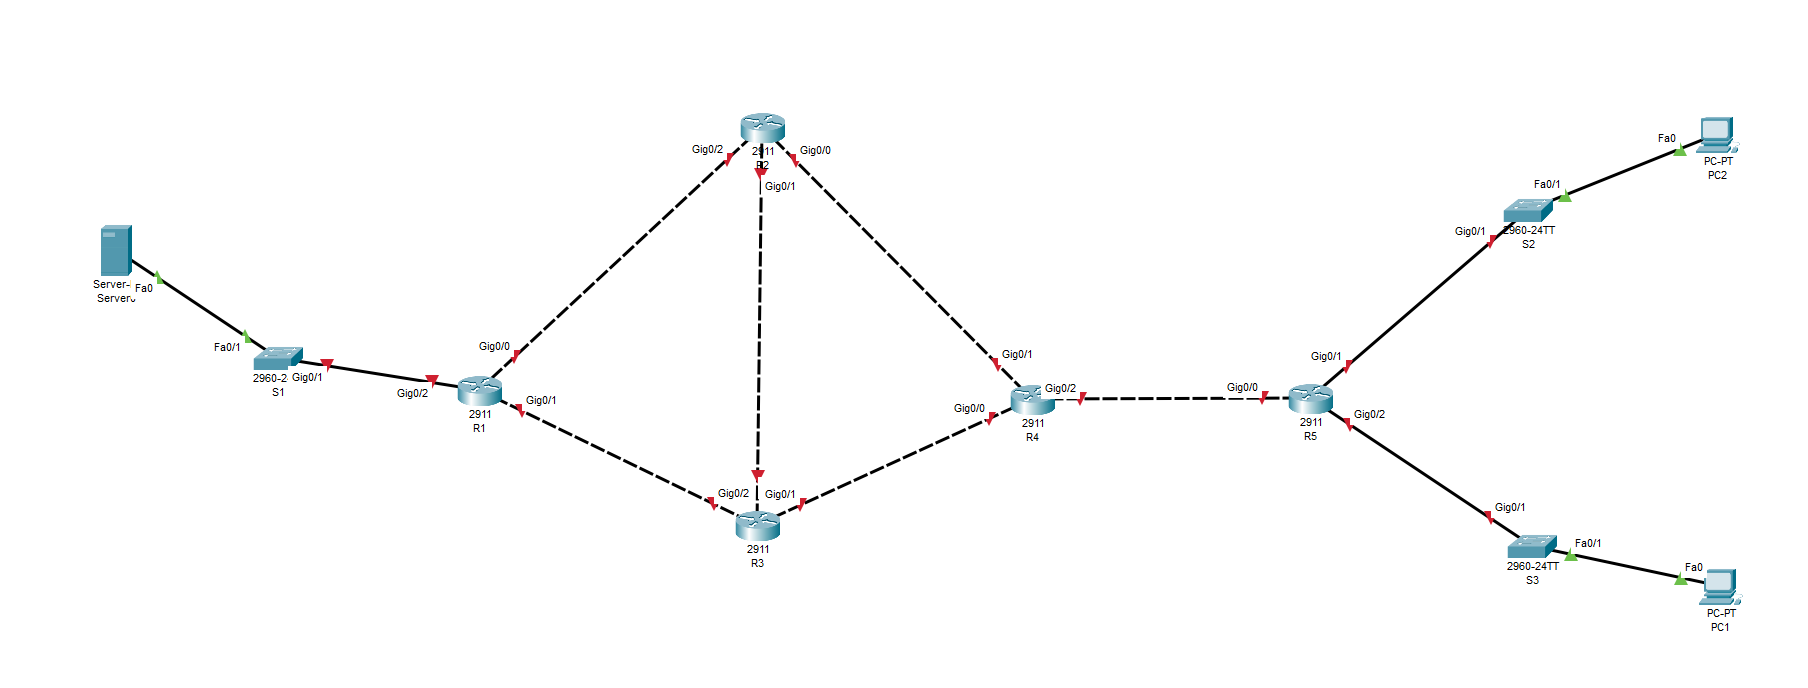 Gig0/2
2911
R2
Gig0/0
Gig0/1
Fa0
PC-PT
PC2
Fa0/1
Gig0/1
2960-24TT
S2
Server-
Fa0
Fa0/1
2960-2
S1
Gig0/1
Gig0/2
Gig0/0
2911
R1
Gig0/1
Gig0/1
Gig0/2
Gig0/0
2911
R4
Gig0/0
Gig0/1
2911
R5
Gig0/2
Gig0/2
Gig0/1
2911
R3
Gig0/1
Fa0/1
2960-24TT
S3
Fa0
PC-PT
PC1